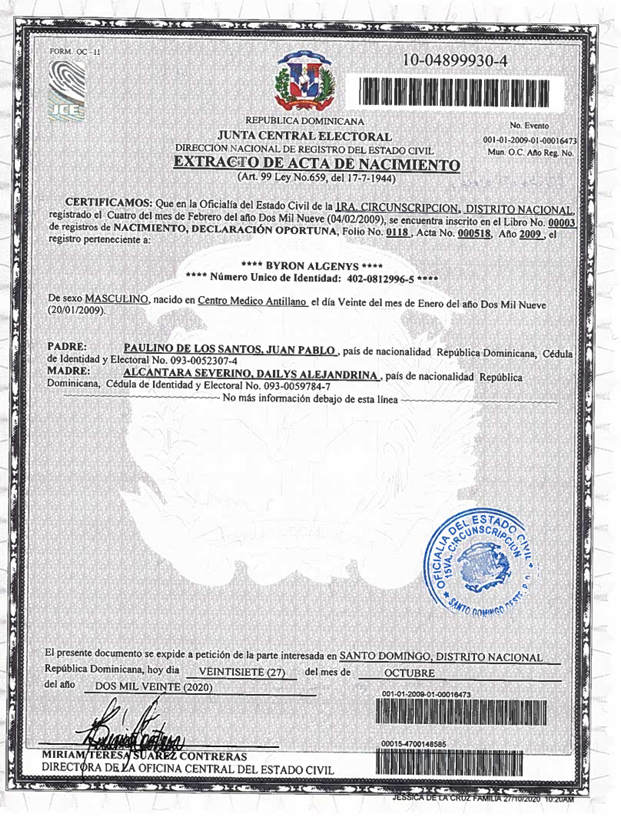 FORM. OC -11
JCE
10-04899930-4
REPUBLICA DOMINICANA
JUNTA CENTRAL ELECTORAL
DIRECCION NACIONAL DE REGISTRO DEL ESTADO CIVIL
EXTRACTO DE ACTA DE NACIMIENTO
(Art. 99 Ley No.659, del 17-7-1944)
No. Evento
001-01-2009-01-00016473
Mun. O.C. Año Reg. No.
CERTIFICAMOS: Que en la Oficialía del Estado Civil de la 1RA. CIRCUNSCRIPCION, DISTRITO NACIONAL,
registrado el Cuatro del mes de Febrero del año Dos Mil Nueve (04/02/2009), se encuentra inscrito en el Libro No. 00003
de registros de NACIMIENTO, DECLARACIÓN OPORTUNA, Folio No. 0118 , Acta No. 000518, Año 2009 , el
registro perteneciente a:
**** BYRON ALGENYS ****
**** Número Unico de Identidad: 402-0812996-5 ****
De sexo MASCULINO, nacido en Centro Medico Antillano el día Veinte del mes de Enero del año Dos Mil Nueve
(20/01/2009).
PADRE: PAULINO DE LOS SANTOS, JUAN PABLO , país de nacionalidad República Dominicana, Cédula
de Identidad y Electoral No. 093-0052307-4
MADRE: ALCANTARA SEVERINO, DAILYS ALEJANDRINA , país de nacionalidad República
Dominicana, Cédula de Identidad y Electoral No. 093-0059784-7
No más información debajo de esta línea
OFICIALIA DEL ESTADO CIVIL
15VA. CIRCUNSCRIPCION
SANTO DOMINGO OESTE, R.D.
El presente documento se expide a petición de la parte interesada en SANTO DOMINGO, DISTRITO NACIONAL
República Dominicana, hoy dia VEINTISIETE (27) del mes de OCTUBRE
del año DOS MIL VEINTE (2020)
001-01-2009-01-00016473
00015-4700148585
MIRIAM TERESA SUAREZ CONTRERAS
DIRECTORA DE LA OFICINA CENTRAL DEL ESTADO CIVIL
JESSICA DE LA CRUZ FAMILIA 27/10/2020 10:20AM